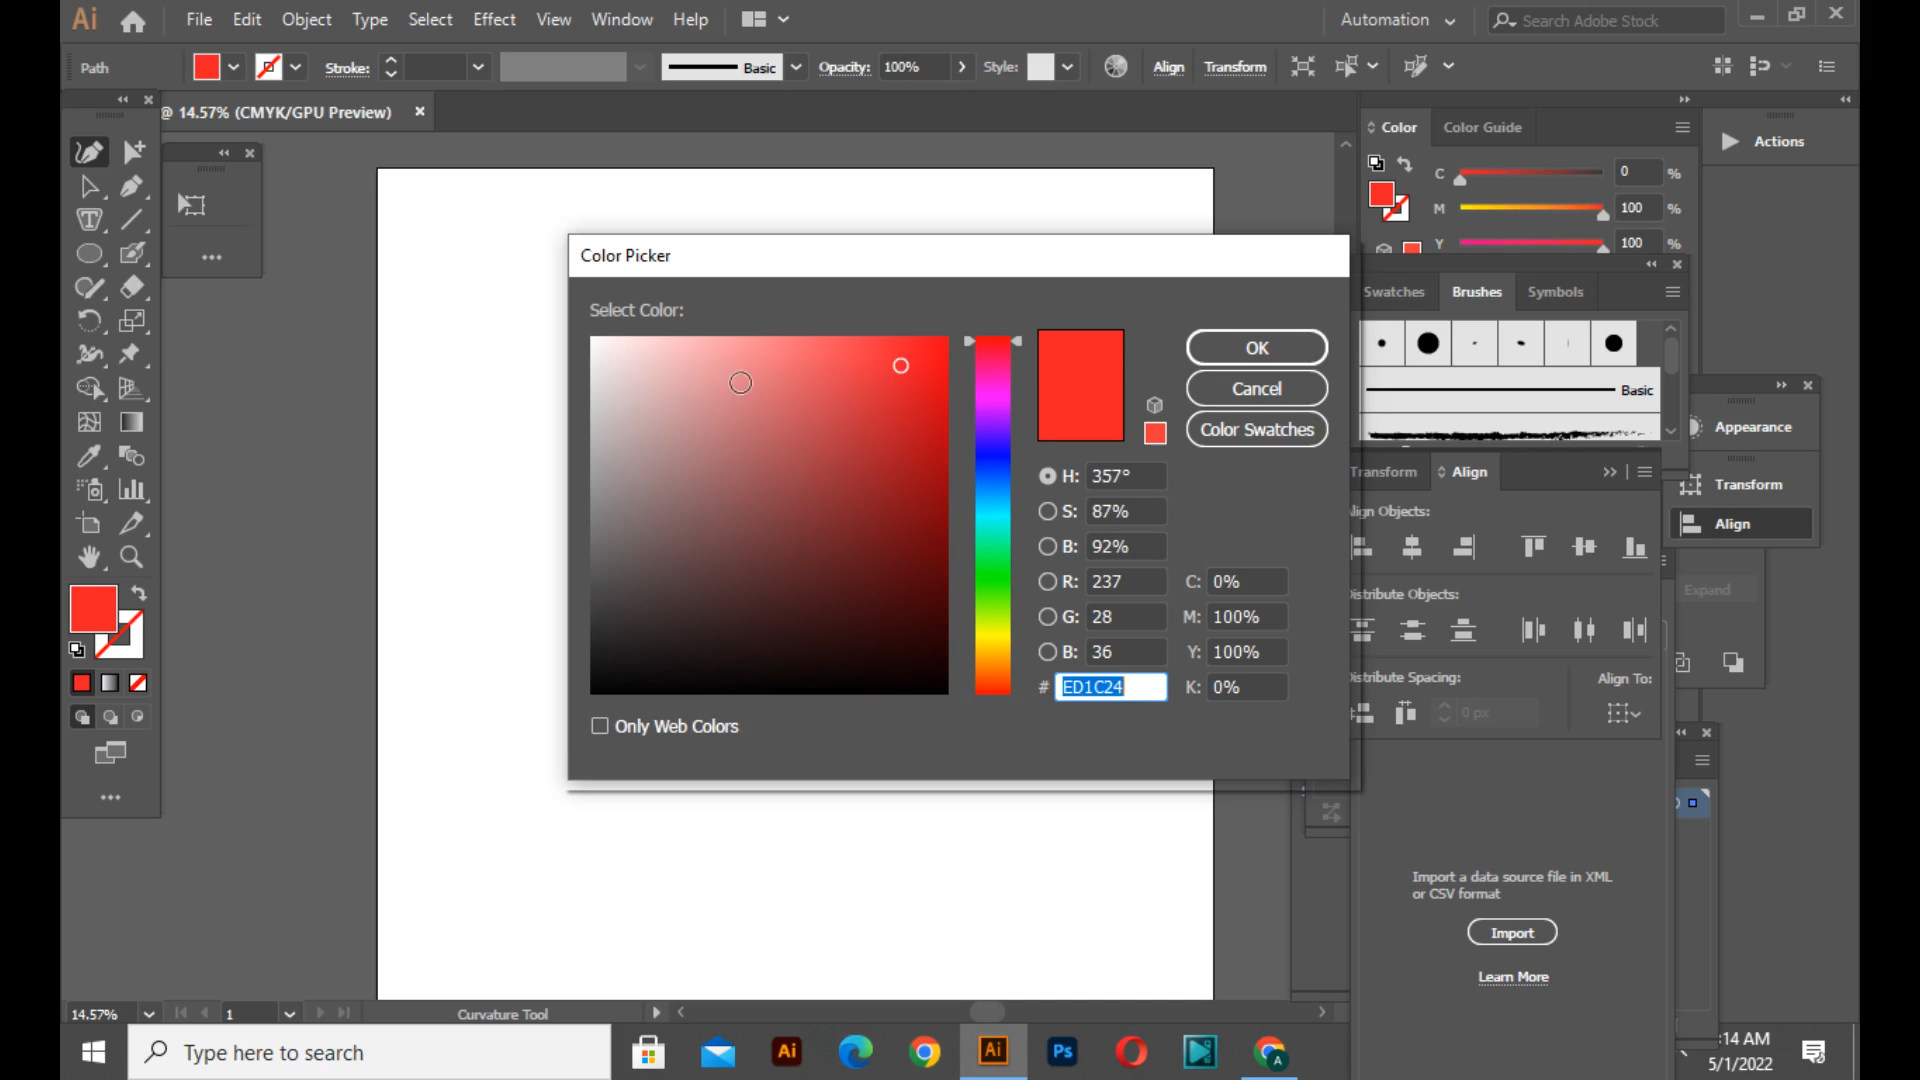 Ai File Edit Object Type Select Effect View Window Help Automation Search Adobe Stock
Path Stroke: Basic Opacity: 100% Style: Align Transform
@ 14.57% (CMYK/GPU Preview)
Color Color Guide
Actions
C 0 %
M 100 %
Y 100 %
Color Picker
Select Color:
OK
Cancel
Color Swatches
H: 357°
S: 87%
B: 92%
R: 237 C: 0%
G: 28 M: 100%
B: 36 Y: 100%
# ED1C24 K: 0%
Only Web Colors
Swatches Brushes Symbols
Basic
Appearance
Transform Align
Transform
Align
Align Objects:
Distribute Objects:
Expand
Distribute Spacing: Align To:
0 px
Import a data source file in XML
or CSV format
Import
Learn More
14.57% 1 Curvature Tool
Type here to search
Ai
Ai
Ps
A
:14 AM
5/1/2022